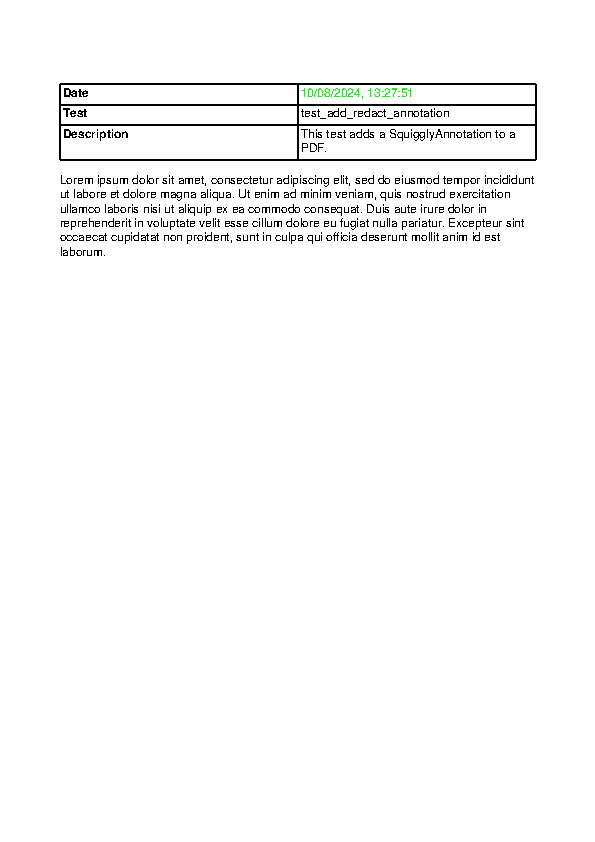 Date 10/08/2024, 13:27:51
Test test_add_redact_annotation
Description This test adds a SquigglyAnnotation to a
PDF.
Lorem ipsum dolor sit amet, consectetur adipiscing elit, sed do eiusmod tempor incididunt
ut labore et dolore magna aliqua. Ut enim ad minim veniam, quis nostrud exercitation
ullamco laboris nisi ut aliquip ex ea commodo consequat. Duis aute irure dolor in
reprehenderit in voluptate velit esse cillum dolore eu fugiat nulla pariatur. Excepteur sint
occaecat cupidatat non proident, sunt in culpa qui officia deserunt mollit anim id est
laborum.